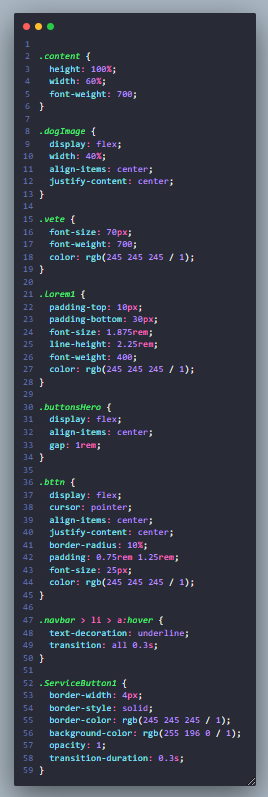 1
2 .content {
3 height: 100%;
4 width: 60%;
5 font-weight: 700;
6 }
7
8 .dogImage {
9 display: flex;
10 width: 40%;
11 align-items: center;
12 justify-content: center;
13 }
14
15 .vete {
16 font-size: 70px;
17 font-weight: 700;
18 color: rgb(245 245 245 / 1);
19 }
20
21 .Lorem1 {
22 padding-top: 10px;
23 padding-bottom: 30px;
24 font-size: 1.875rem;
25 line-height: 2.25rem;
26 font-weight: 400;
27 color: rgb(245 245 245 / 1);
28 }
29
30 .buttonsHero {
31 display: flex;
32 align-items: center;
33 gap: 1rem;
34 }
35
36 .bttn {
37 display: flex;
38 cursor: pointer;
39 align-items: center;
40 justify-content: center;
41 border-radius: 10%;
42 padding: 0.75rem 1.25rem;
43 font-size: 25px;
44 color: rgb(245 245 245 / 1);
45 }
46
47 .navbar > li > a:hover {
48 text-decoration: underline;
49 transition: all 0.3s;
50 }
51
52 .ServiceButton1 {
53 border-width: 4px;
54 border-style: solid;
55 border-color: rgb(245 245 245 / 1);
56 background-color: rgb(255 196 0 / 1);
57 opacity: 1;
58 transition-duration: 0.3s;
59 }